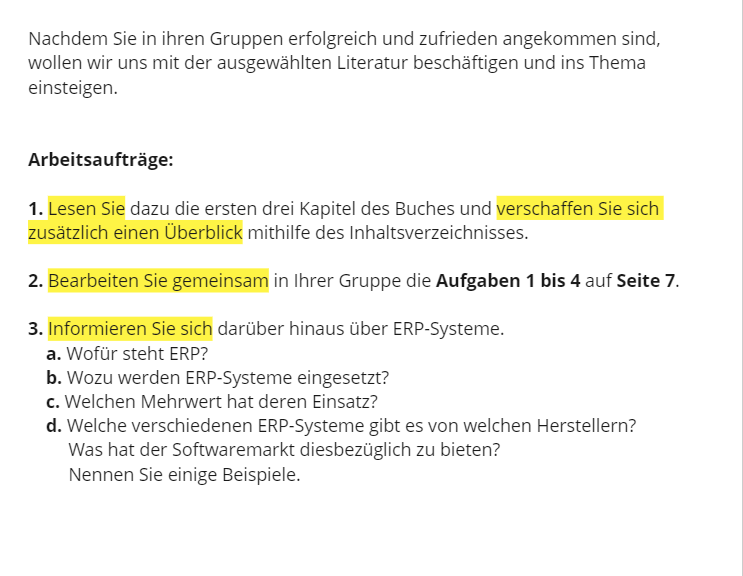 Nachdem Sie in ihren Gruppen erfolgreich und zufrieden angekommen sind,
wollen wir uns mit der ausgewählten Literatur beschäftigen und ins Thema
einsteigen.
Arbeitsaufträge:
1. Lesen Sie dazu die ersten drei Kapitel des Buches und verschaffen Sie sich
zusätzlich einen Überblick mithilfe des Inhaltsverzeichnisses.
2. Bearbeiten Sie gemeinsam in Ihrer Gruppe die Aufgaben 1 bis 4 auf Seite 7.
3. Informieren Sie sich darüber hinaus über ERP-Systeme.
a. Wofür steht ERP?
b. Wozu werden ERP-Systeme eingesetzt?
c. Welchen Mehrwert hat deren Einsatz?
d. Welche verschiedenen ERP-Systeme gibt es von welchen Herstellern?
Was hat der Softwaremarkt diesbezüglich zu bieten?
Nennen Sie einige Beispiele.